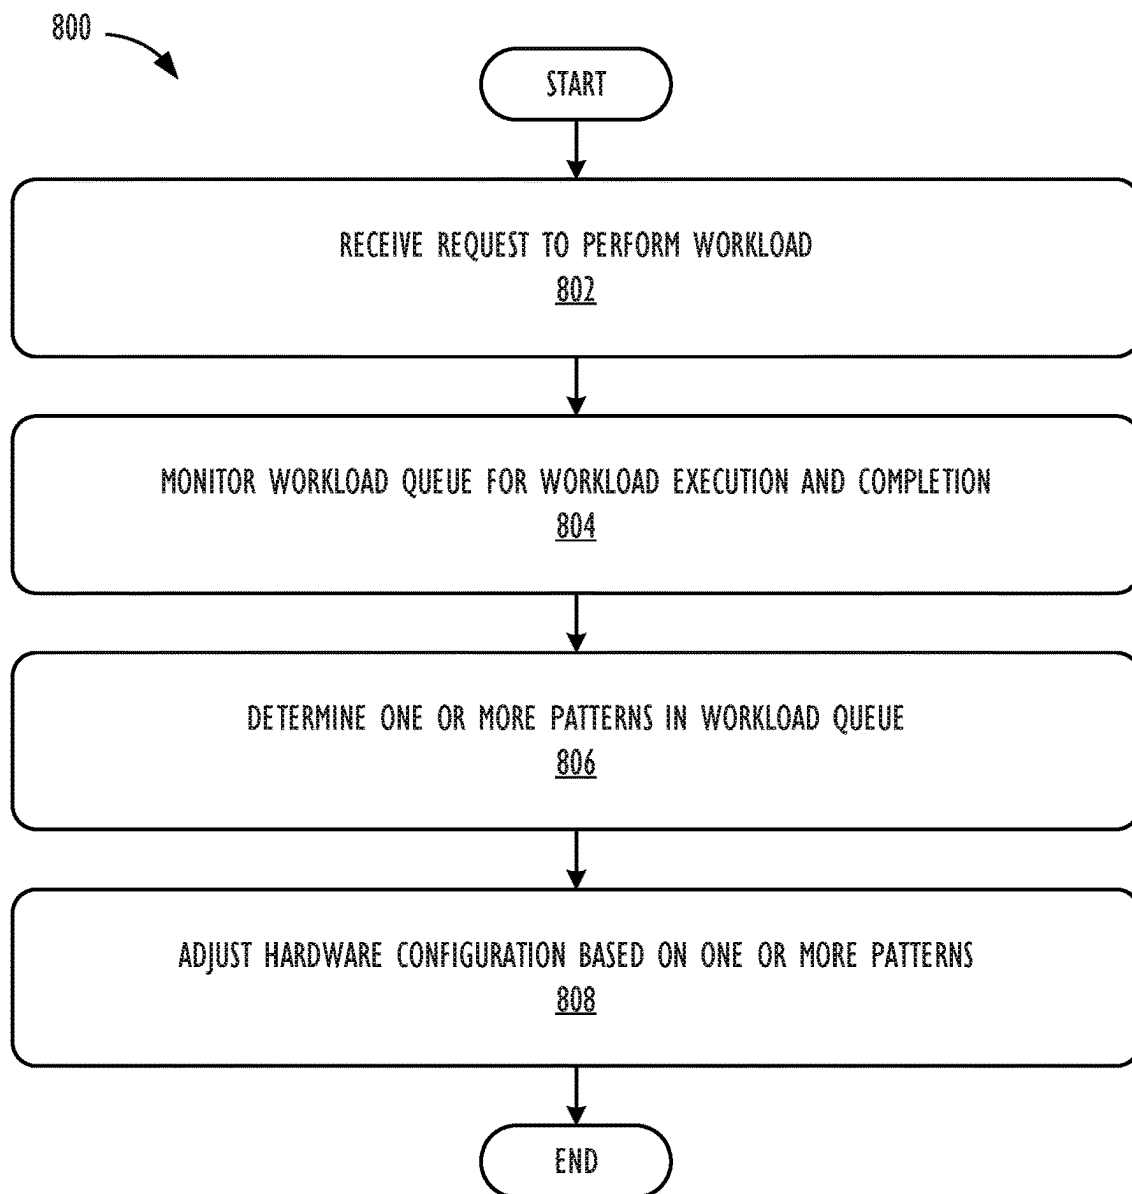 800
START
RECEIVE REQUEST TO PERFORM WORKLOAD
802
MONITOR WORKLOAD QUEUE FOR WORKLOAD EXECUTION AND COMPLETION
804
DETERMINE ONE OR MORE PATTERNS IN WORKLOAD QUEUE
806
ADJUST HARDWARE CONFIGURATION BASED ON ONE OR MORE PATTERNS
808
END